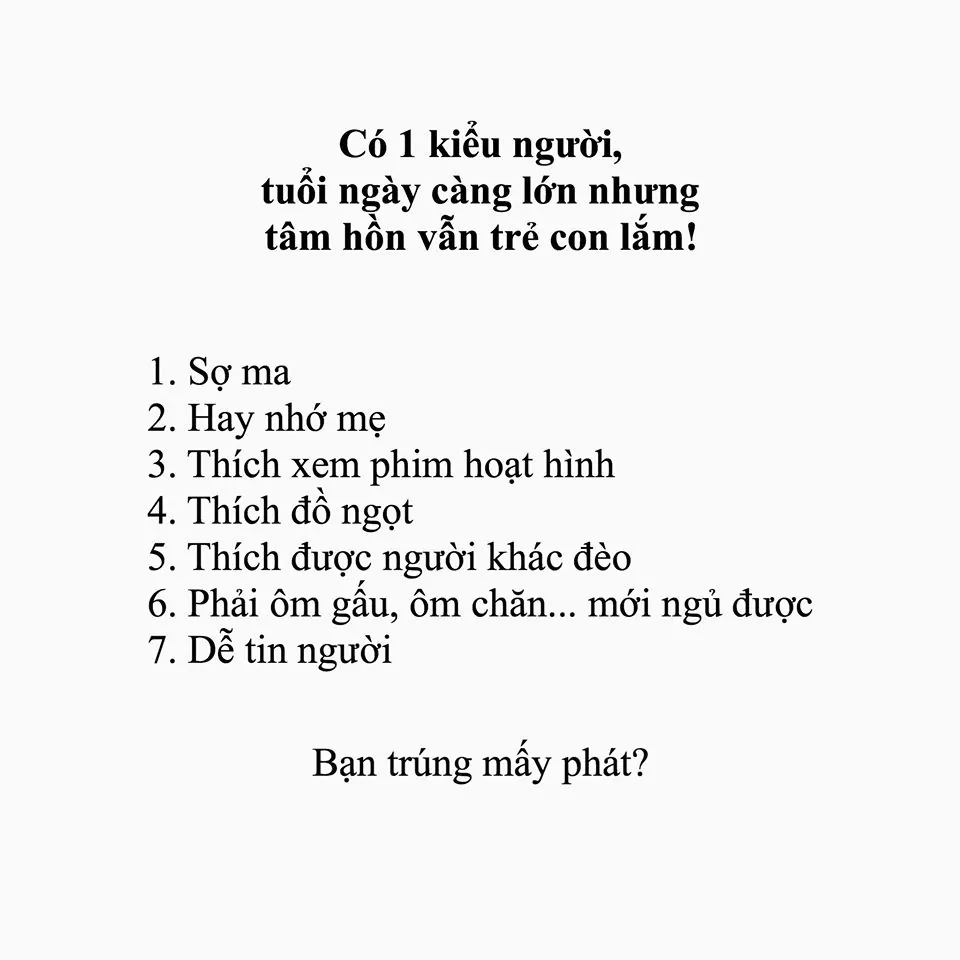 Có 1 kiểu người,
tuổi ngày càng lớn nhưng
tâm hồn vẫn trẻ con lắm!
1. Sợ ma
2. Hay nhớ mẹ
3. Thích xem phim hoạt hình
4. Thích đồ ngọt
5. Thích được người khác đèo
6. Phải ôm gấu, ôm chăn... mới ngủ được
7. Dễ tin người
Bạn trúng mấy phát?